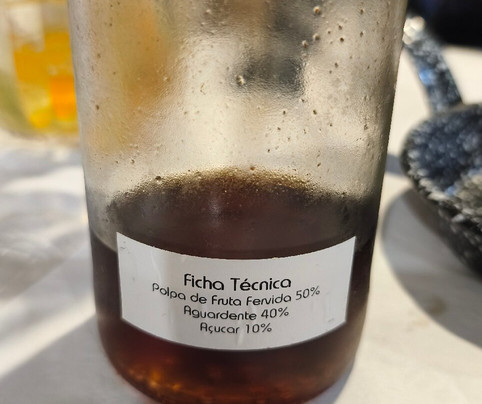 Ficha Técnica
Polpa de Fruta Fervida 50%
Aguardente 40%
Açucar 10%